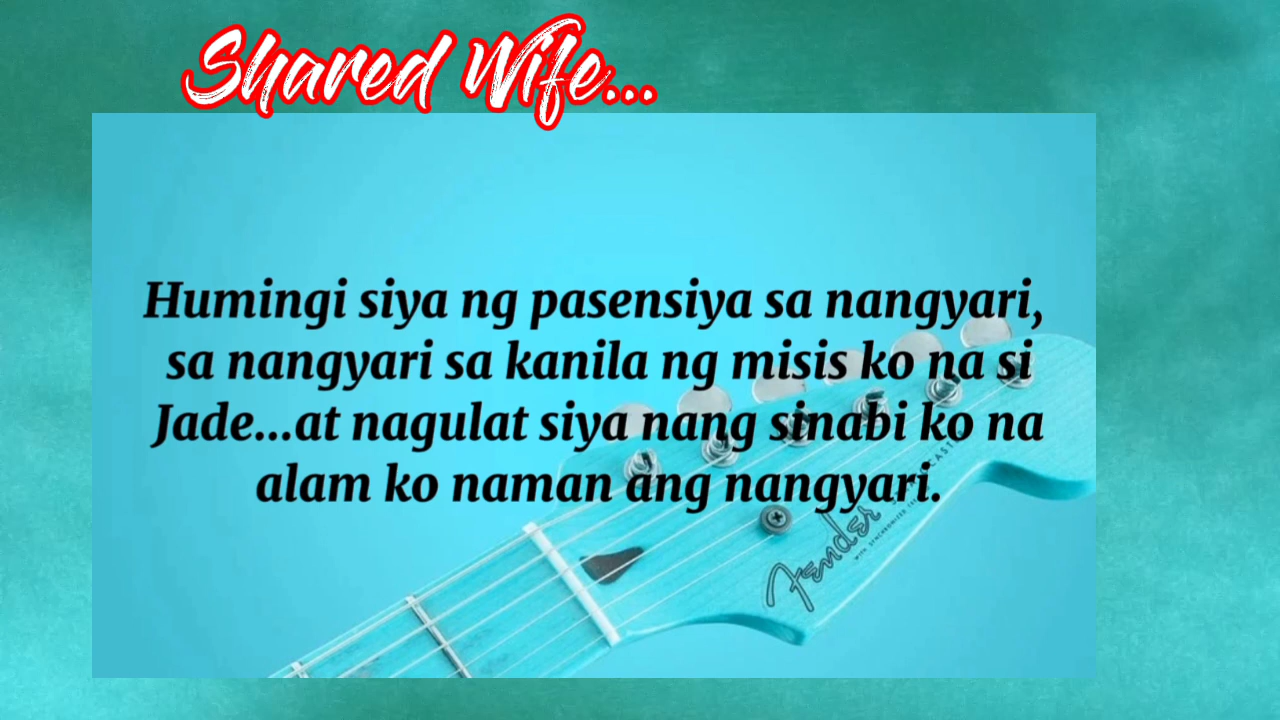 Shared Wife...
Humingi siya ng pasensiya sa nangyari,
sa nangyari sa kanila ng misis ko na si
Jade...at nagulat siya nang sinabi ko na
alam ko naman ang nangyari.
Fender